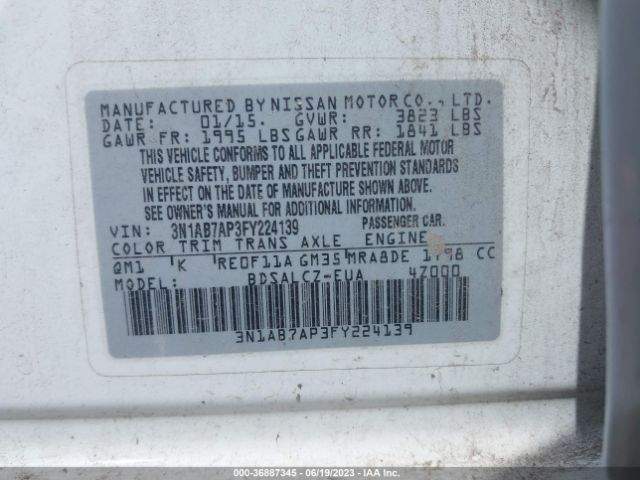 MANUFACTURED BY NISSAN MOTOR CO., LTD.
DATE: 01/15. GVWR: 3823 LBS
GAWR FR: 1995 LBS GAWR RR: 1841 LBS
THIS VEHICLE CONFORMS TO ALL APPLICABLE FEDERAL MOTOR
VEHICLE SAFETY, BUMPER AND THEFT PREVENTION STANDARDS
IN EFFECT ON THE DATE OF MANUFACTURE SHOWN ABOVE.
SEE OWNER'S MANUAL FOR ADDITIONAL INFORMATION.
VIN: 3N1AB7AP3FY224139 PASSENGER CAR.
COLOR TRIM TRANS AXLE ENGINE
QM1 K RE0F11A GM35 MRA8DE 1798 CC
MODEL: BDSALCZ-EUA 4Z000
3N1AB7AP3FY224139
000-36887345 - 06/19/2023 - IAA Inc.